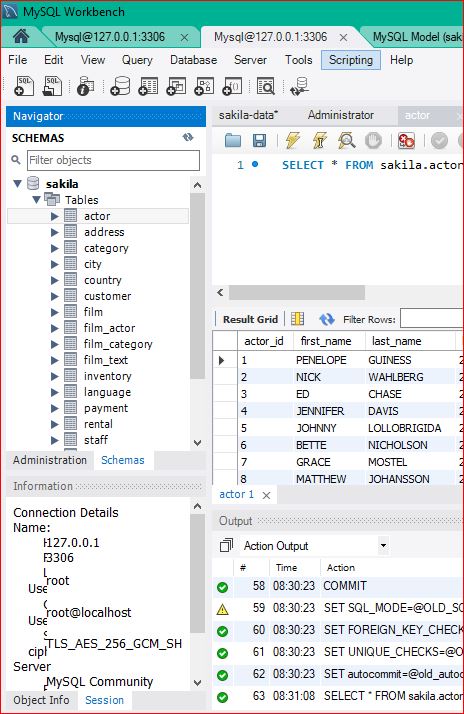 MySQL Workbench
Mysql@127.0.0.1:3306 × Mysql@127.0.0.1:3306 × MySQL Model (saki
File Edit View Query Database Server Tools Scripting Help
Navigator
SCHEMAS
Filter objects
sakila
Tables
actor
address
category
city
country
customer
film
film_actor
film_category
film_text
inventory
language
payment
rental
staff
Administration Schemas
Information
Connection Details
Name:
127.0.0.1
3306
root
Use
root@localhost
Use
TLS_AES_256_GCM_SH
ciph
Server
MySQL Community
Object Info Session
sakila-data* Administrator actor
1 SELECT * FROM sakila.actor
Result Grid Filter Rows:
actor_id first_name last_name
1 PENELOPE GUINESS 2
2 NICK WAHLBERG 2
3 ED CHASE 2
4 JENNIFER DAVIS 2
5 JOHNNY LOLLOBRIGIDA 2
6 BETTE NICHOLSON 2
7 GRACE MOSTEL 2
8 MATTHEW JOHANSSON 2
actor 1 ×
Output
Action Output
# Time Action
58 08:30:23 COMMIT
59 08:30:23 SET SQL_MODE=@OLD_SQ
60 08:30:23 SET FOREIGN_KEY_CHECK
61 08:30:23 SET UNIQUE_CHECKS=@O
62 08:30:23 SET autocommit=@old_autoc
63 08:31:08 SELECT * FROM sakila.actor